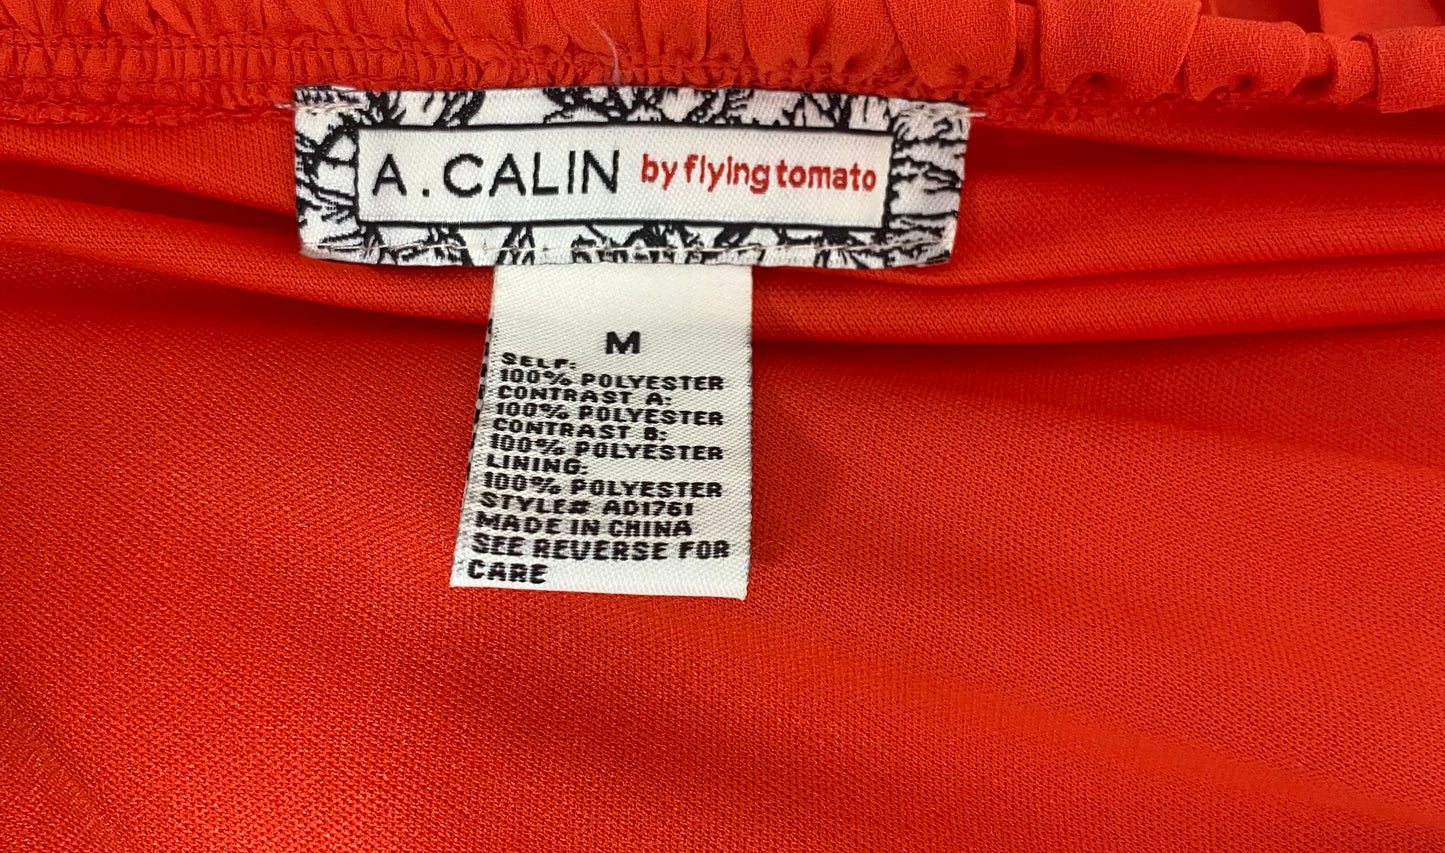 A.CALIN by flying tomato
M
SELF:
100% POLYESTER
CONTRAST A:
100% POLYESTER
CONTRAST B:
100% POLYESTER
LINING:
100% POLYESTER
STYLE# AD1761
MADE IN CHINA
SEE REVERSE FOR
CARE